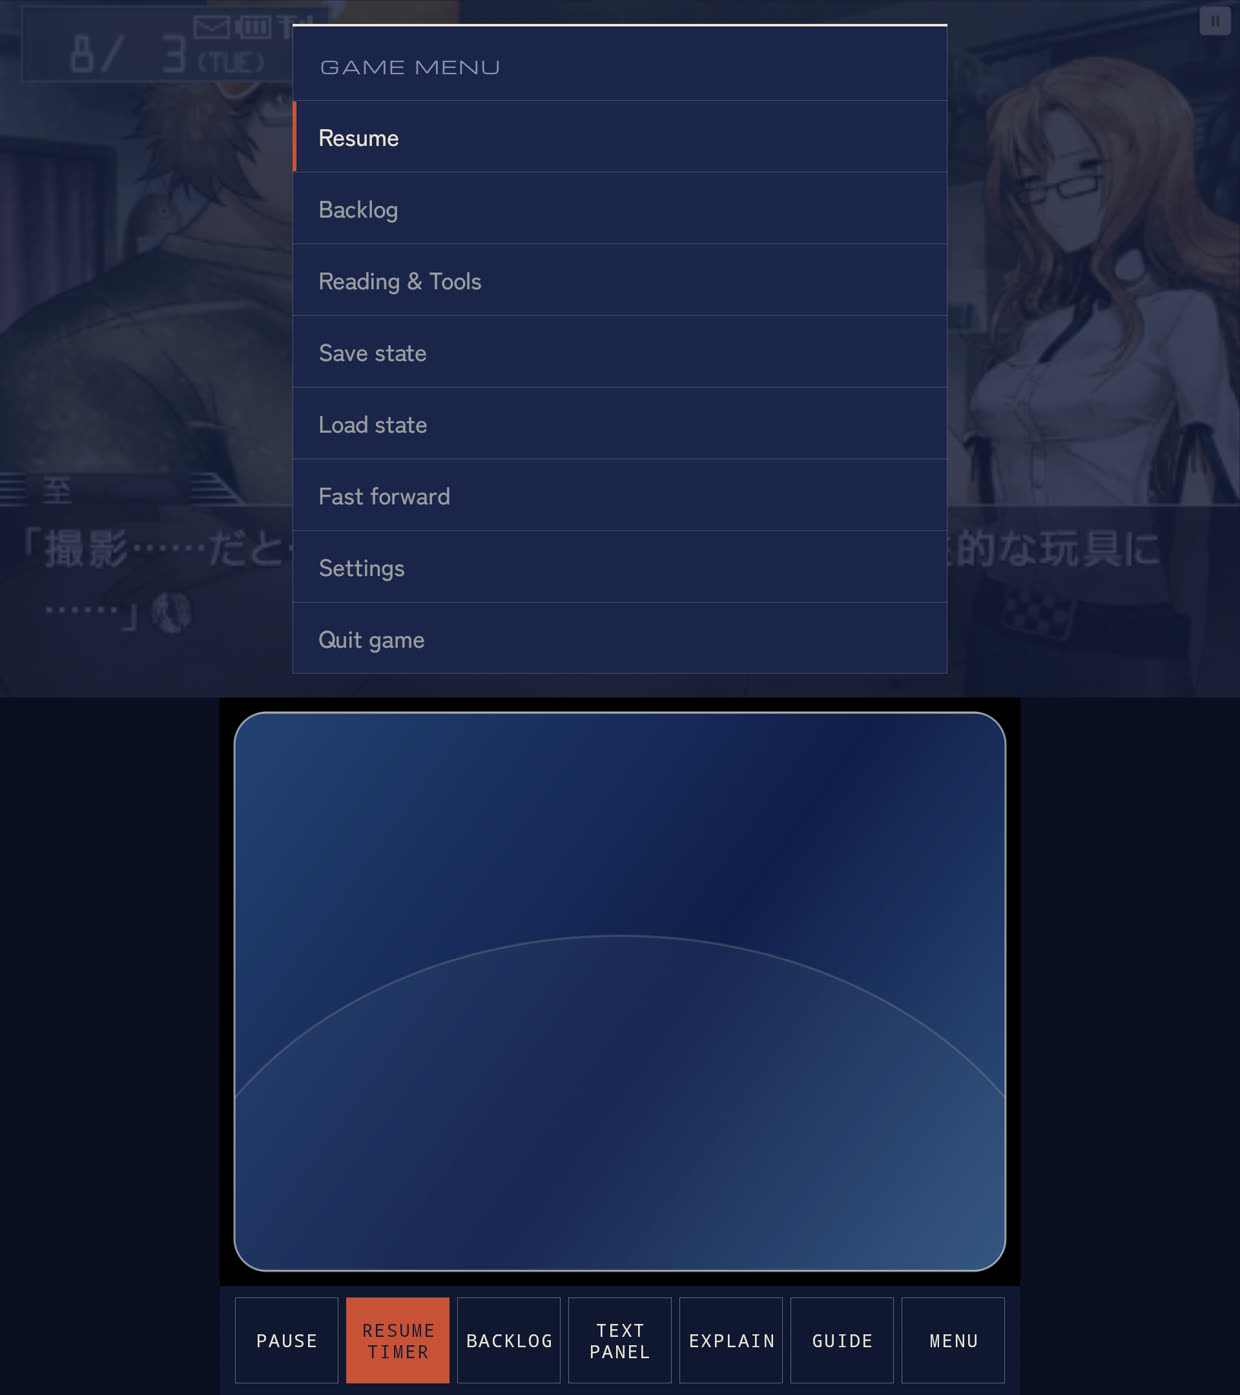 8/ 3(TUE)
GAME MENU
Resume
Backlog
Reading & Tools
Save state
Load state
Fast forward
Settings
Quit game
至
「撮影……だと
的な玩具に
……」
PAUSE
RESUME
TIMER
BACKLOG
TEXT
PANEL
EXPLAIN
GUIDE
MENU